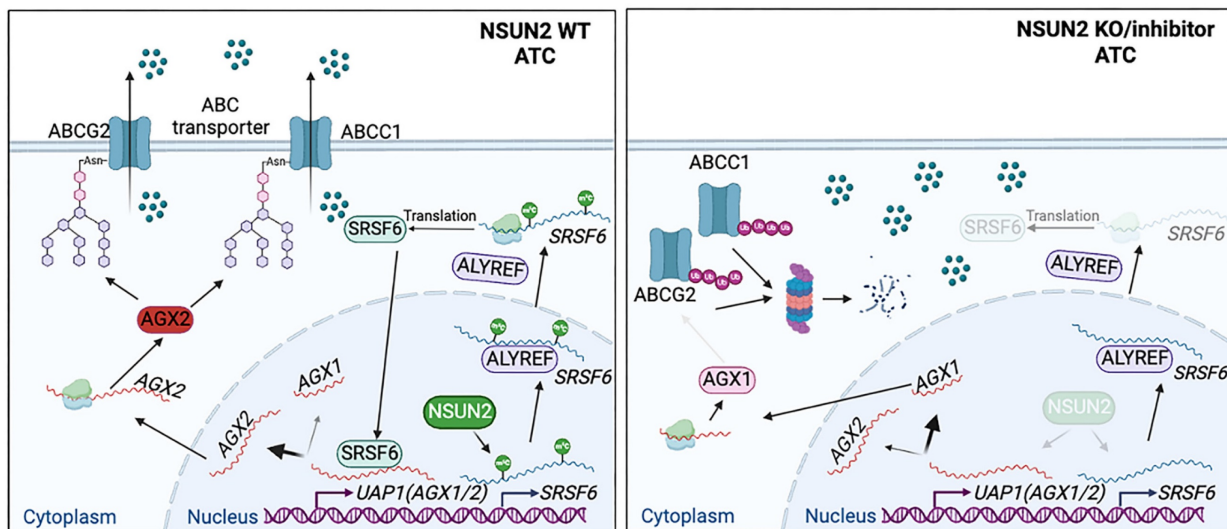 NSUN2 WT
ATC
ABCG2
ABC
transporter
ABCC1
Asn
Asn
m⁵C
m⁵C
SRSF6
Translation
SRSF6
ALYREF
AGX2
m⁵C
m⁵C
ALYREF
SRSF6
AGX2
AGX1
NSUN2
AGX2
SRSF6
m⁵C
m⁵C
UAP1(AGX1/2)
SRSF6
Cytoplasm
Nucleus
NSUN2 KO/inhibitor
ATC
ABCC1
Ub Ub Ub Ub
SRSF6
Translation
SRSF6
ALYREF
Ub Ub Ub Ub
ABCG2
ALYREF
SRSF6
AGX1
AGX1
NSUN2
AGX2
UAP1(AGX1/2)
SRSF6
Cytoplasm
Nucleus